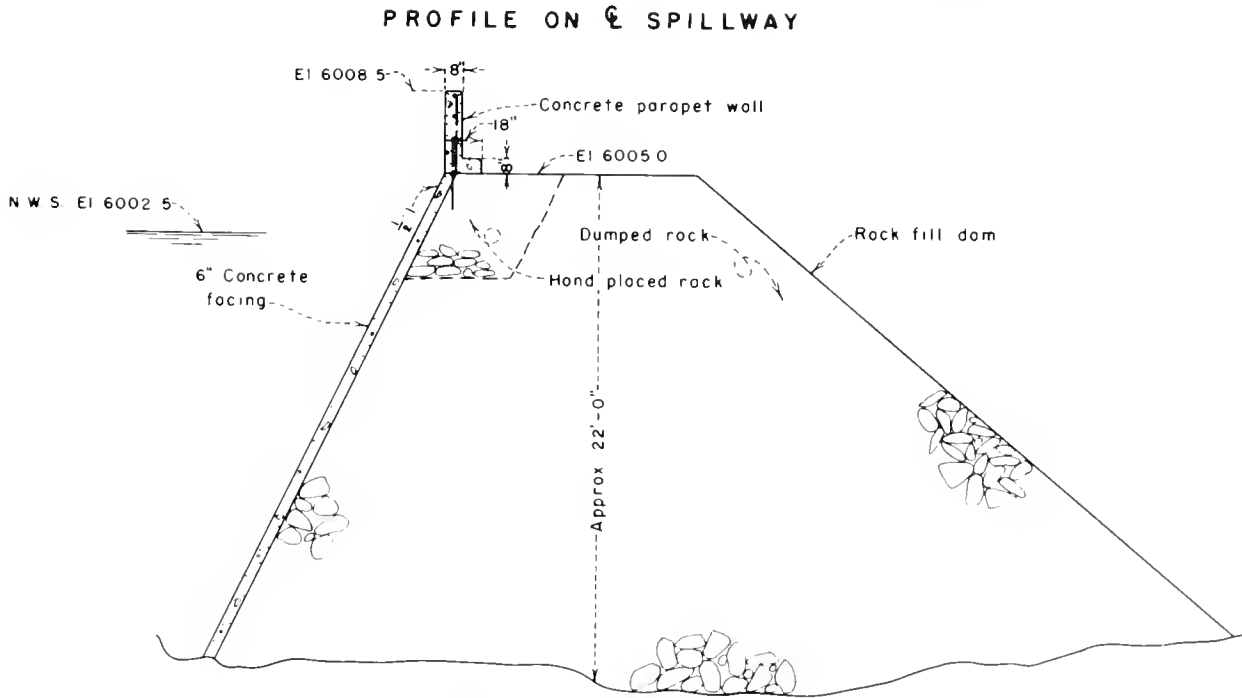 PROFILE ON ℄ SPILLWAY
El 6008 5
8"
Concrete parapet wall
18"
8"
El 6005 0
N W S. El 6002 5
1
Dumped rock
Rock fill dam
6" Concrete
facing
Hand placed rock
Approx 22'-0"